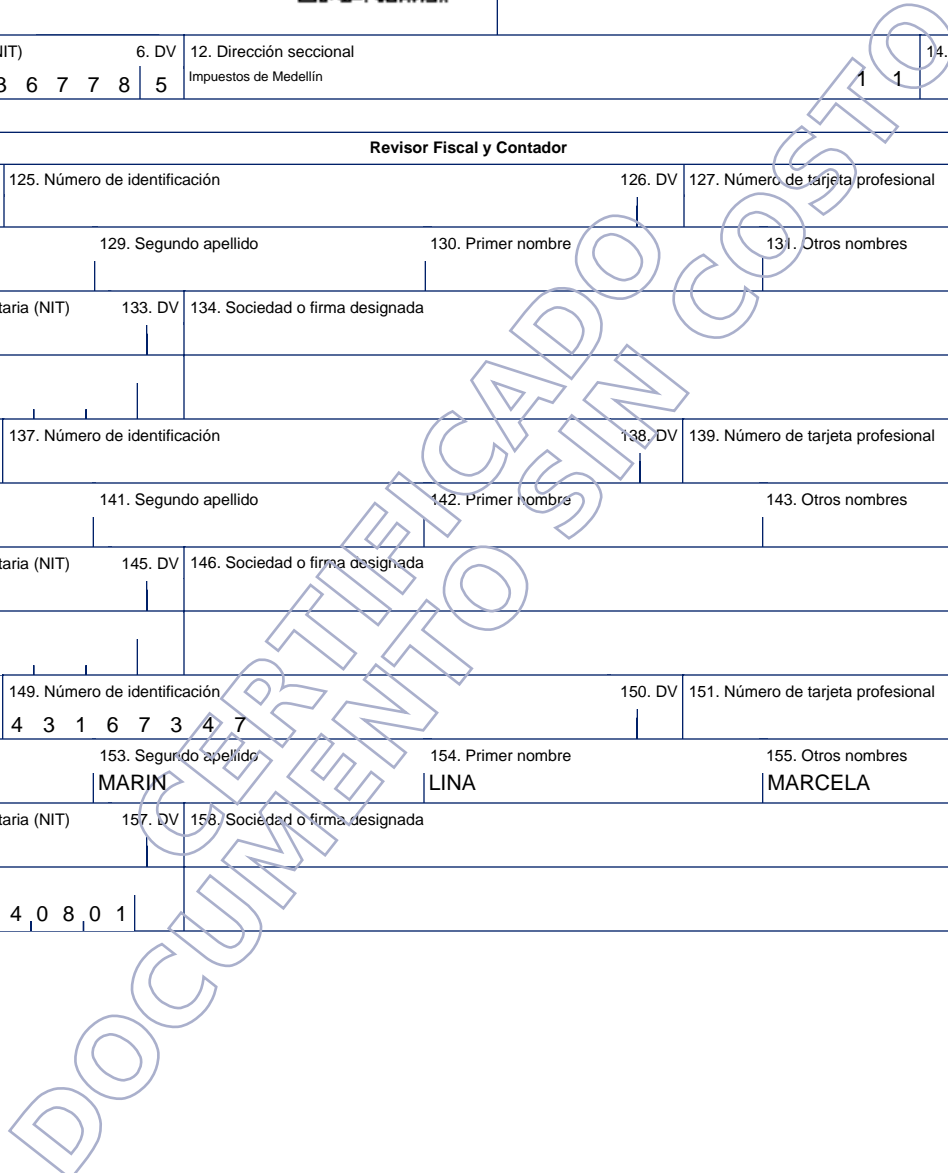 IT) 6. DV 12. Dirección seccional 14.
3 6 7 7 8 5 Impuestos de Medellín 1 1
Revisor Fiscal y Contador
125. Número de identificación 126. DV 127. Número de tarjeta profesional
129. Segundo apellido 130. Primer nombre 131. Otros nombres
taria (NIT) 133. DV 134. Sociedad o firma designada
137. Número de identificación 138. DV 139. Número de tarjeta profesional
141. Segundo apellido 142. Primer nombre 143. Otros nombres
taria (NIT) 145. DV 146. Sociedad o firma designada
149. Número de identificación 150. DV 151. Número de tarjeta profesional
4 3 1 6 7 3 4 7
153. Segundo apellido 154. Primer nombre 155. Otros nombres
MARIN LINA MARCELA
taria (NIT) 157. DV 158. Sociedad o firma designada
4 0 8 0 1
CERTIFICADO
DOCUMENTO SIN COSTO